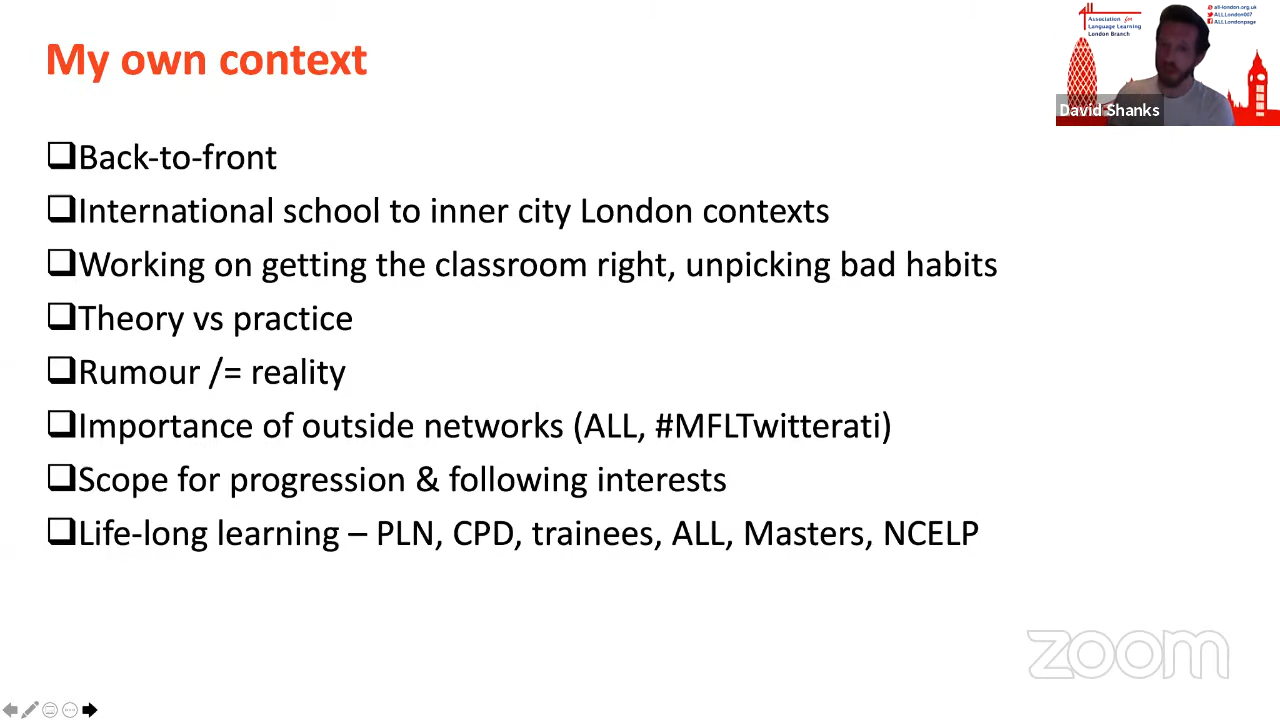 My own context
❑Back-to-front
❑International school to inner city London contexts
❑Working on getting the classroom right, unpicking bad habits
❑Theory vs practice
❑Rumour /= reality
❑Importance of outside networks (ALL, #MFLTwitterati)
❑Scope for progression & following interests
❑Life-long learning – PLN, CPD, trainees, ALL, Masters, NCELP
Association for
Language Learning
London Branch
all-london.org.uk
@ALLLondon007
ALLLondonpage
David Shanks
zoom